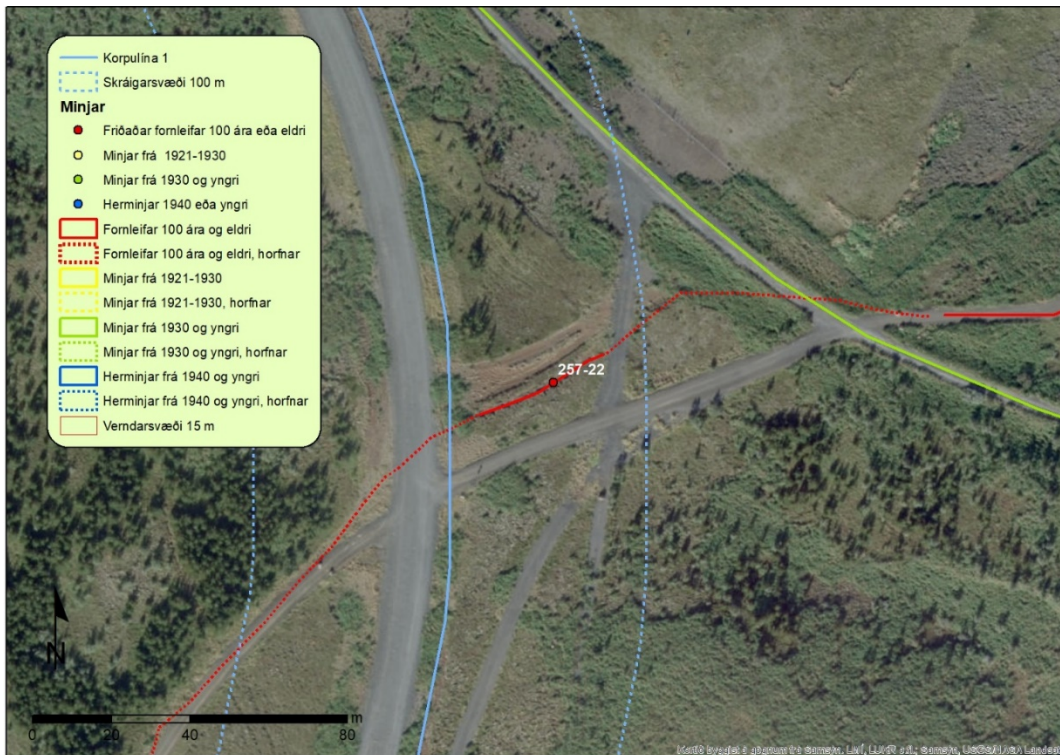 Korpulína 1
Skráigarsvæði 100 m
Minjar
Friðaðar fornleifar 100 ára eða eldri
Minjar frá 1921-1930
Minjar frá 1930 og yngri
Herminjar 1940 eða yngri
Fornleifar 100 ára og eldri
Fornleifar 100 ára og eldri, horfnar
Minjar frá 1921-1930
Minjar frá 1921-1930, horfnar
Minjar frá 1930 og yngri
Minjar frá 1930 og yngri, horfnar
Herminjar frá 1940 og yngri
Herminjar frá 1940 og yngri, horfnar
Verndarsvæði 15 m
257-22
N
m
0 20 40 80